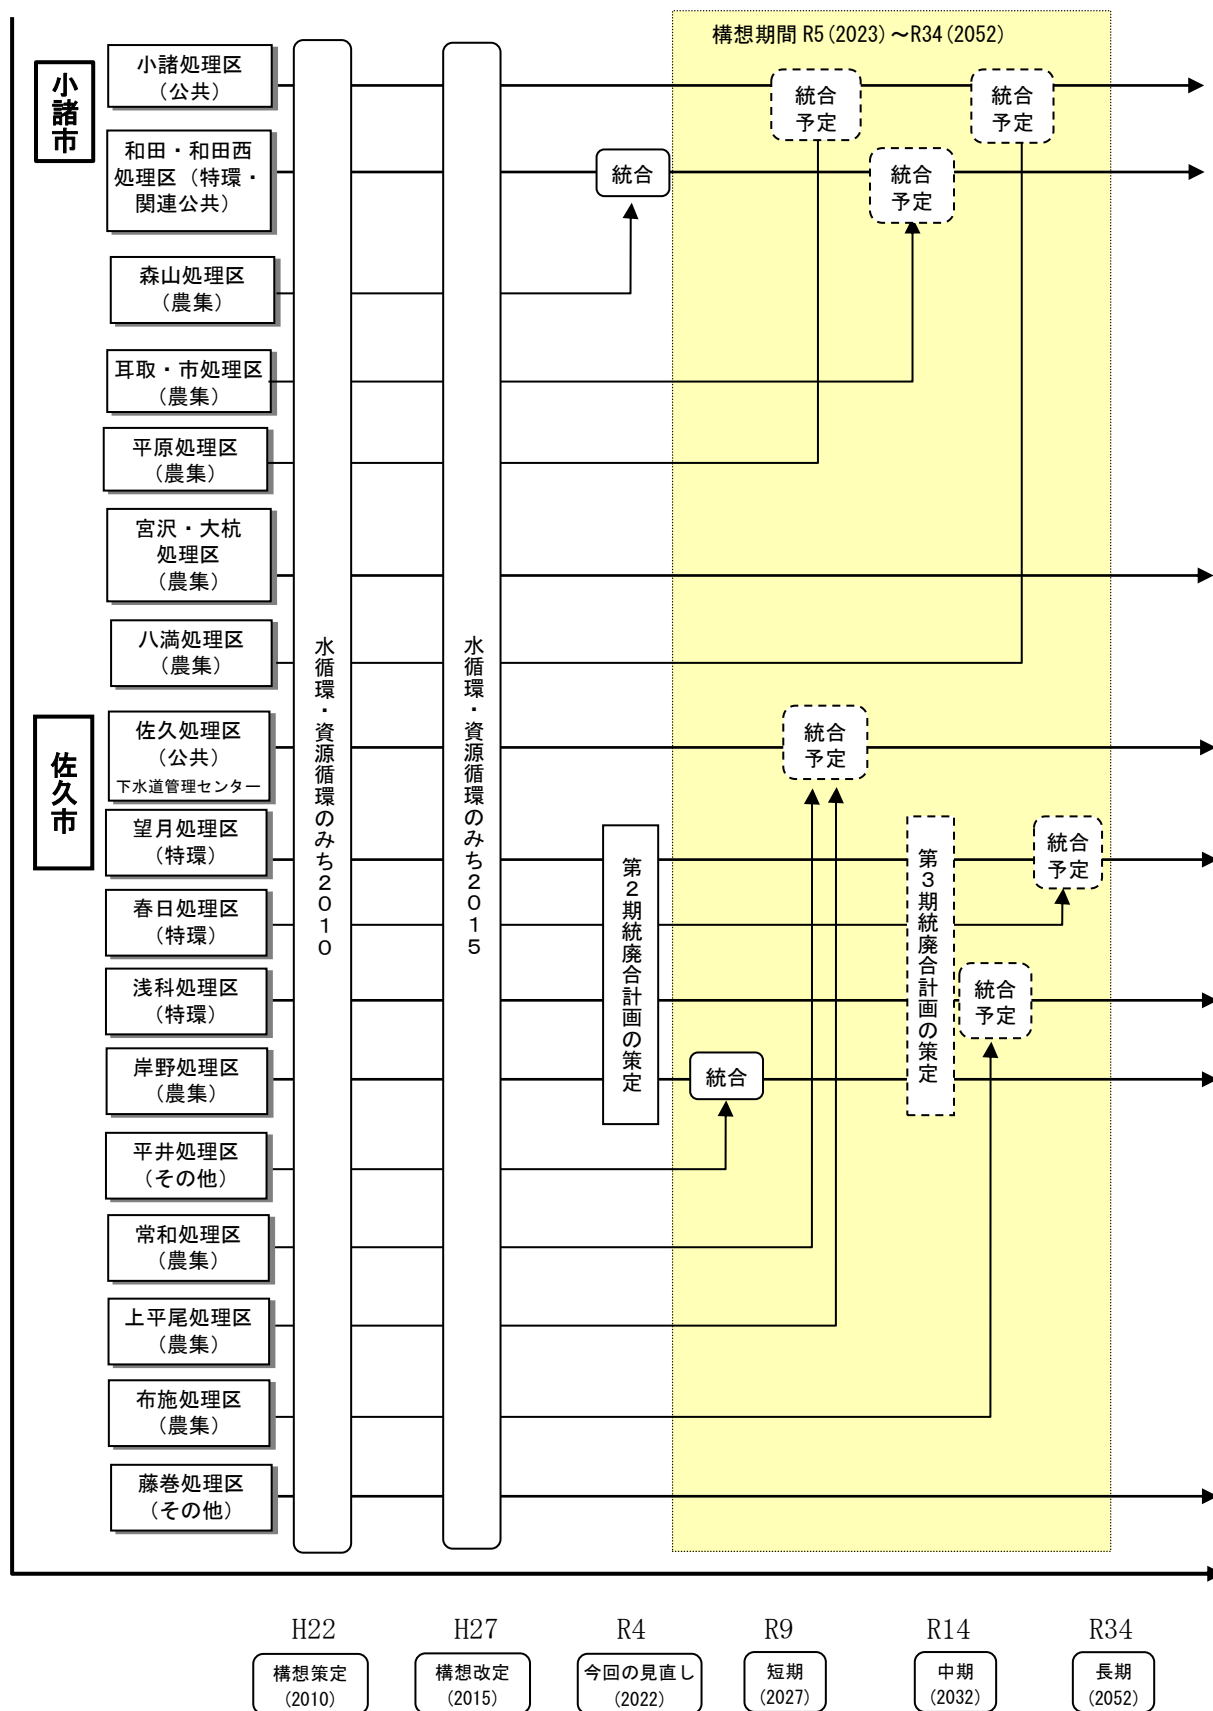 構想期間 R5(2023)～R34(2052)
小諸市
小諸処理区
（公共）
統合
予定
統合
予定
和田・和田西
処理区（特環・
関連公共）
統合
統合
予定
森山処理区
（農集）
耳取・市処理区
（農集）
平原処理区
（農集）
宮沢・大杭
処理区
（農集）
八満処理区
（農集）
水循環・資源循環のみち2010
水循環・資源循環のみち2015
佐久市
佐久処理区
（公共）
下水道管理センター
統合
予定
望月処理区
（特環）
第2期統廃合計画の策定
第3期統廃合計画の策定
統合
予定
春日処理区
（特環）
浅科処理区
（特環）
統合
予定
岸野処理区
（農集）
統合
平井処理区
（その他）
常和処理区
（農集）
上平尾処理区
（農集）
布施処理区
（農集）
藤巻処理区
（その他）
H22
H27
R4
R9
R14
R34
構想策定
(2010)
構想改定
(2015)
今回の見直し
(2022)
短期
(2027)
中期
(2032)
長期
(2052)